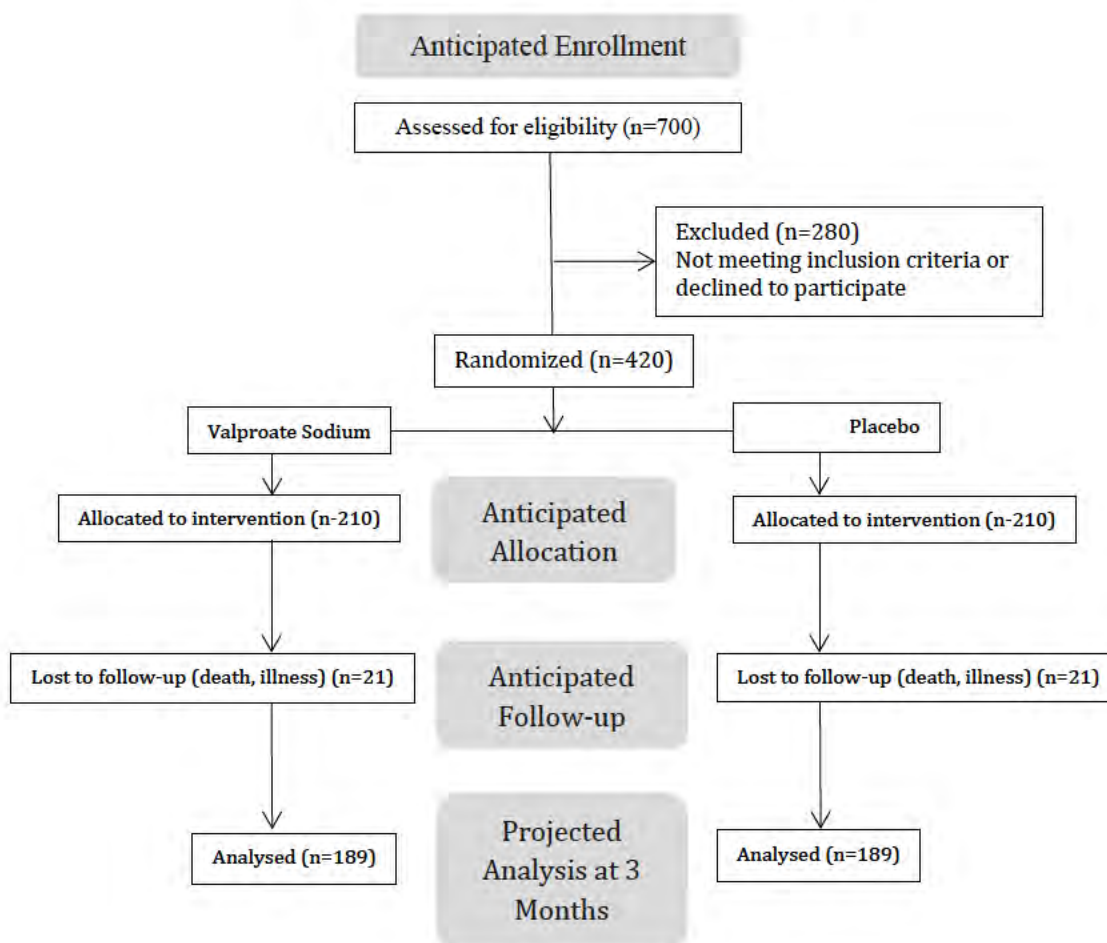 Anticipated Enrollment
Assessed for eligibility (n=700)
Excluded (n=280)
Not meeting inclusion criteria or
declined to participate
Randomized (n=420)
Valproate Sodium
Placebo
Allocated to intervention (n-210)
Anticipated
Allocation
Allocated to intervention (n-210)
Lost to follow-up (death, illness) (n=21)
Anticipated
Follow-up
Lost to follow-up (death, illness) (n=21)
Analysed (n=189)
Projected
Analysis at 3
Months
Analysed (n=189)